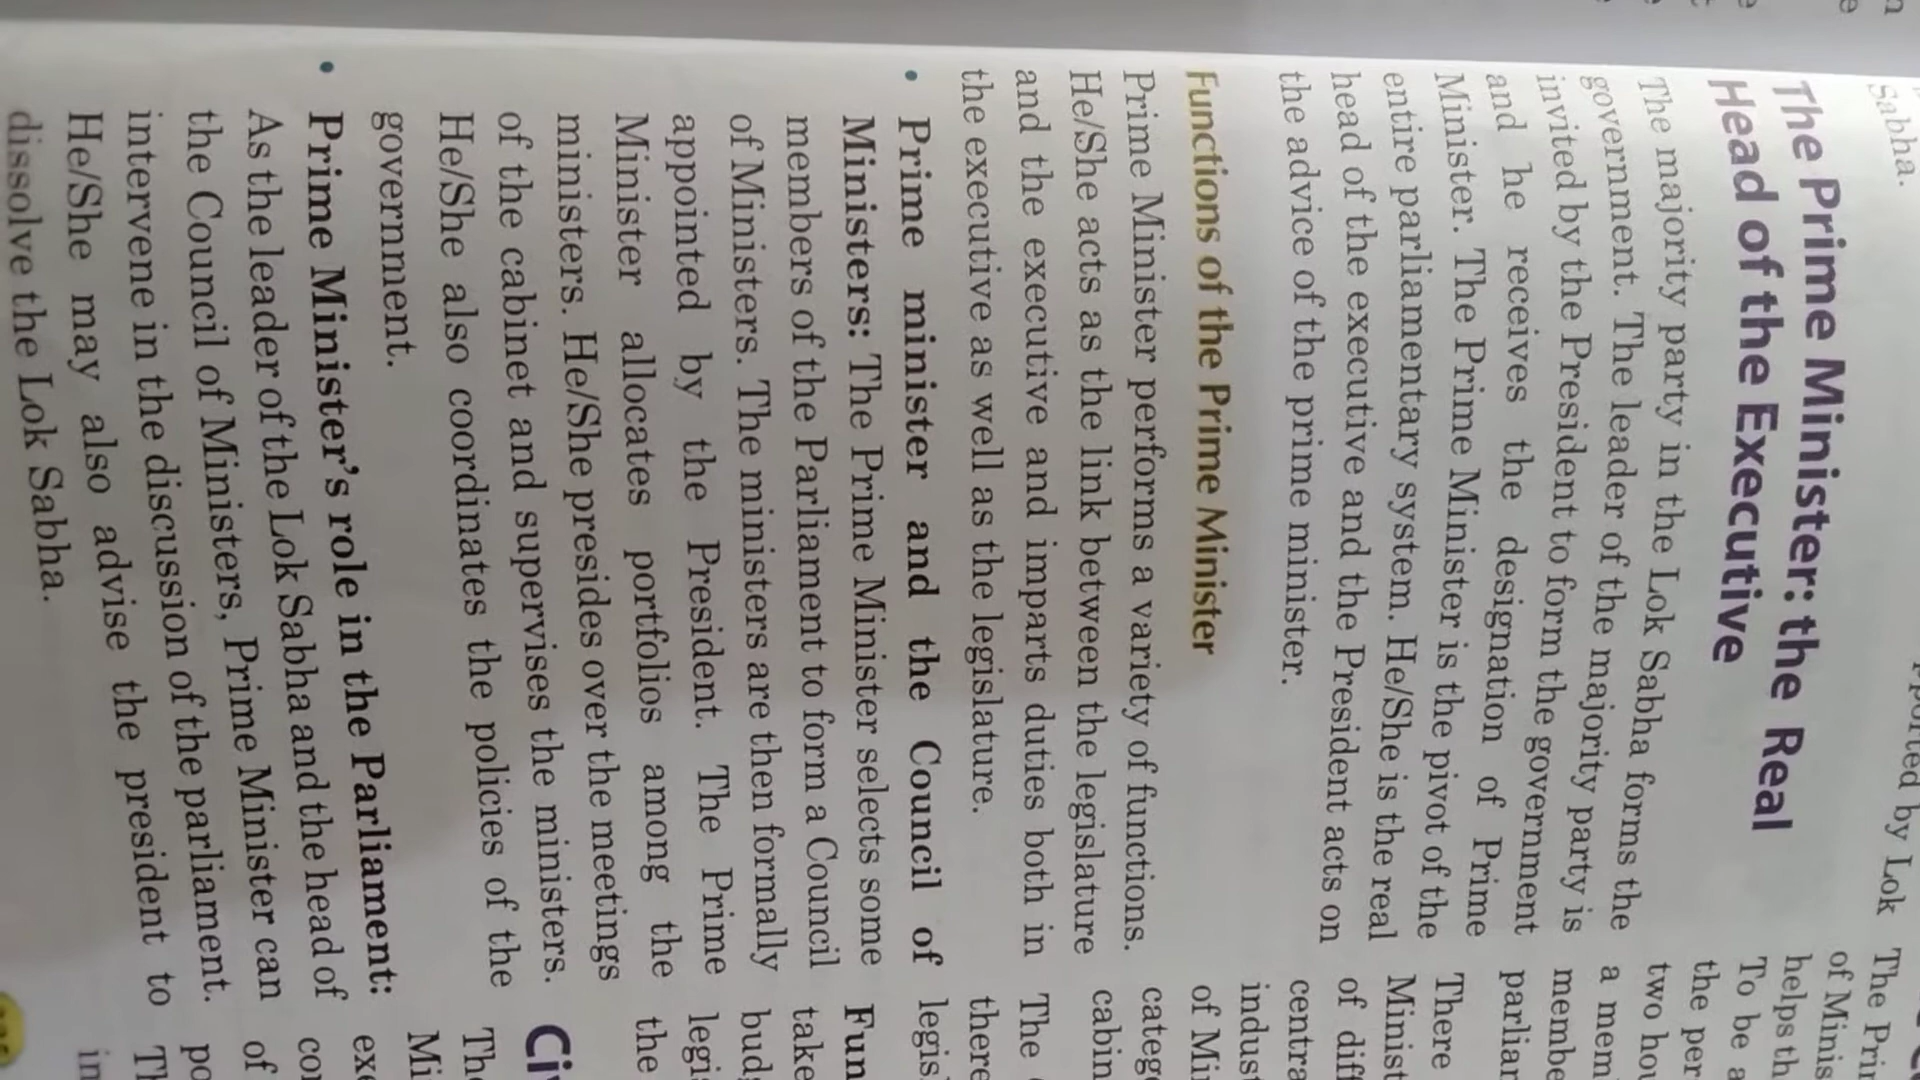 Sabha.
The Prime Minister: the Real
Head of the Executive
The majority party in the Lok Sabha forms the
government. The leader of the majority party is
invited by the President to form the government
and he receives the designation of Prime
Minister. The Prime Minister is the pivot of the
entire parliamentary system. He/She is the real
head of the executive and the President acts on
the advice of the prime minister.
Functions of the Prime Minister
Prime Minister performs a variety of functions.
He/She acts as the link between the legislature
and the executive and imparts duties both in
the executive as well as the legislature.
• Prime minister and the Council of
Ministers: The Prime Minister selects some
members of the Parliament to form a Council
of Ministers. The ministers are then formally
appointed by the President. The Prime
Minister allocates portfolios among the
ministers. He/She presides over the meetings
of the cabinet and supervises the ministers.
He/She also coordinates the policies of the
government.
• Prime Minister's role in the Parliament:
As the leader of the Lok Sabha and the head of
the Council of Ministers, Prime Minister can
intervene in the discussion of the parliament.
He/She may also advise the president to
dissolve the Lok Sabha.
by Lok
The Pri
of Minis
helps th
To be a
the per
two hou
a mem
membe
parliar
There
Minist
of diff
centra
indust
of Mi
catego
cabin
The
there
legis
Fun
take
bud
legis
the
Civ
The
Mi
exe
con
of
po
Th
in